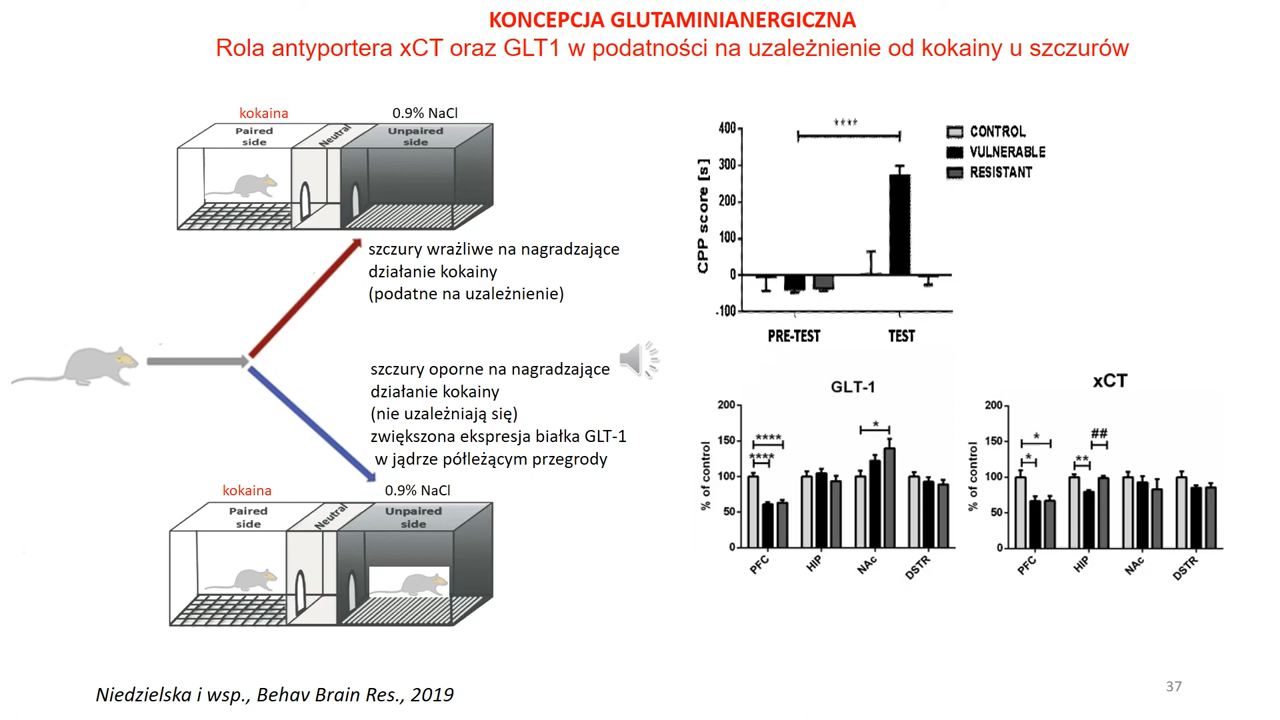 KONCEPCJA GLUTAMINIANERGICZNA
Rola antyportera xCT oraz GLT1 w podatności na uzależnienie od kokainy u szczurów
kokaina
0.9% NaCl
Paired
side
Neutral
Unpaired
side
szczury wrażliwe na nagradzające
działanie kokainy
(podatne na uzależnienie)
szczury oporne na nagradzające
działanie kokainy
(nie uzależniają się)
zwiększona ekspresja białka GLT-1
w jądrze półleżącym przegrody
kokaina
0.9% NaCl
Paired
side
Neutral
Unpaired
side
CPP score [s]
400
300
200
100
0
-100
****
PRE-TEST
TEST
CONTROL
VULNERABLE
RESISTANT
GLT-1
% of control
200
150
100
50
0
****
****
*
PFC
HIP
NAc
DSTR
xCT
% of control
200
150
100
50
0
*
*
**
##
PFC
HIP
NAc
DSTR
Niedzielska i wsp., Behav Brain Res., 2019
37